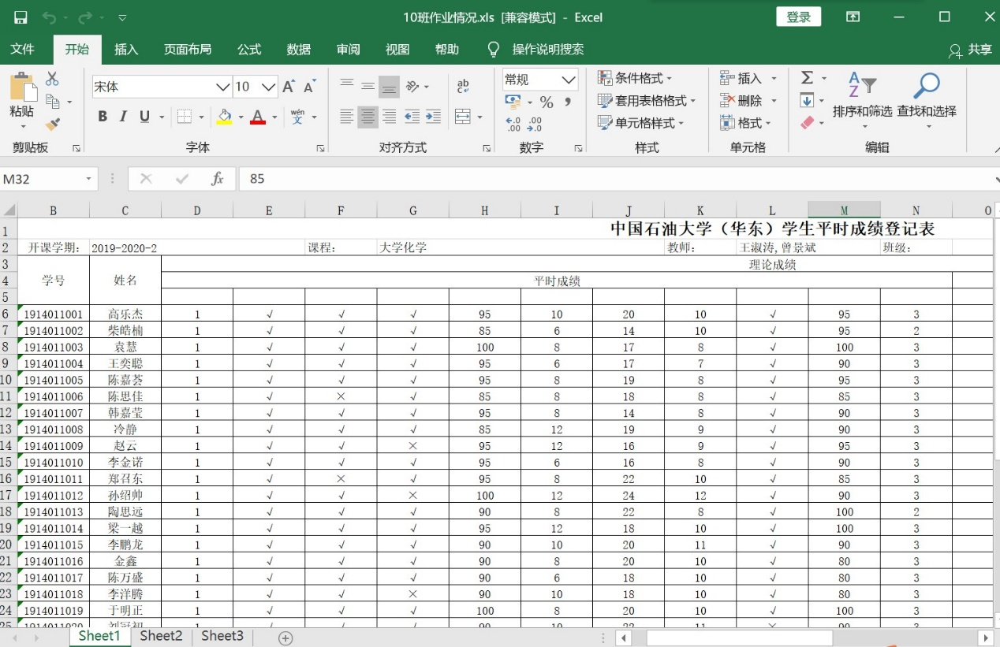 10班作业情况.xls [兼容模式] - Excel
登录
文件 开始 插入 页面布局 公式 数据 审阅 视图 帮助 操作说明搜索 共享
宋体 10 常规 条件格式 插入
粘贴 套用表格格式 删除 排序和筛选 查找和选择
B I U A wén 文 % 单元格样式 格式
剪贴板 字体 对齐方式 数字 样式 单元格 编辑
M32 fx 85
B C D E F G H I J K L M N O
1 中国石油大学（华东）学生平时成绩登记表
2 开课学期: 2019-2020-2 课程: 大学化学 教师: 王淑涛,曾景斌 班级:
3 学号 姓名 理论成绩
4 平时成绩
5
6 1914011001 高乐杰 1 √ √ √ 95 10 20 10 √ 95 3
7 1914011002 柴皓楠 1 √ √ √ 85 6 14 10 √ 95 2
8 1914011003 袁慧 1 √ √ √ 100 8 17 8 √ 100 3
9 1914011004 王奕聪 1 √ √ √ 95 6 17 7 √ 90 3
10 1914011005 陈嘉荟 1 √ √ √ 95 8 19 8 √ 95 3
11 1914011006 陈思佳 1 √ × √ 85 8 18 8 √ 85 3
12 1914011007 韩嘉莹 1 √ √ √ 95 8 14 8 √ 90 3
13 1914011008 冷静 1 √ √ √ 85 12 19 9 √ 90 3
14 1914011009 赵云 1 √ √ × 95 12 16 9 √ 95 3
15 1914011010 李金诺 1 √ √ √ 95 6 16 8 √ 90 3
16 1914011011 郑召东 1 √ × √ 95 8 22 10 √ 85 3
17 1914011012 孙绍帅 1 √ √ × 100 12 24 12 √ 90 3
18 1914011013 陶思远 1 √ √ √ 90 8 22 8 √ 100 2
19 1914011014 梁一越 1 √ √ √ 95 12 18 10 √ 100 3
20 1914011015 李鹏龙 1 √ √ √ 90 10 20 11 √ 90 3
21 1914011016 金鑫 1 √ √ √ 90 8 20 10 √ 80 3
22 1914011017 陈万盛 1 √ √ √ 90 6 18 10 √ 80 3
23 1914011018 李洋腾 1 √ √ × 90 10 18 10 √ 80 3
24 1914011019 于明正 1 √ √ √ 100 8 20 10 √ 100 3
Sheet1 Sheet2 Sheet3